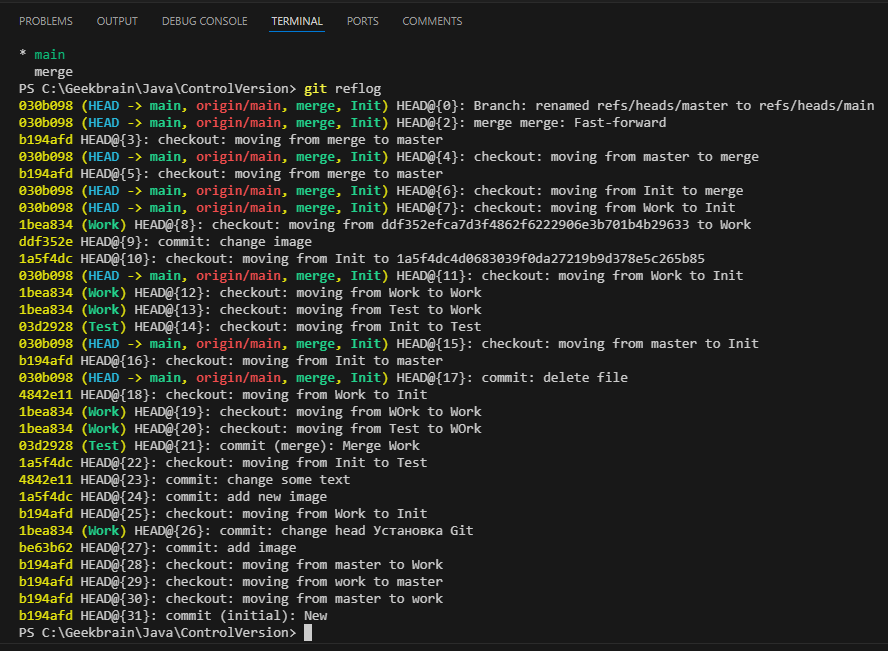 PROBLEMS OUTPUT DEBUG CONSOLE TERMINAL PORTS COMMENTS
* main
merge
PS C:\Geekbrain\Java\ControlVersion> git reflog
030b098 (HEAD -> main, origin/main, merge, Init) HEAD@{0}: Branch: renamed refs/heads/master to refs/heads/main
030b098 (HEAD -> main, origin/main, merge, Init) HEAD@{2}: merge merge: Fast-forward
b194afd HEAD@{3}: checkout: moving from merge to master
030b098 (HEAD -> main, origin/main, merge, Init) HEAD@{4}: checkout: moving from master to merge
b194afd HEAD@{5}: checkout: moving from merge to master
030b098 (HEAD -> main, origin/main, merge, Init) HEAD@{6}: checkout: moving from Init to merge
030b098 (HEAD -> main, origin/main, merge, Init) HEAD@{7}: checkout: moving from Work to Init
1bea834 (Work) HEAD@{8}: checkout: moving from ddf352efca7d3f4862f6222906e3b701b4b29633 to Work
ddf352e HEAD@{9}: commit: change image
1a5f4dc HEAD@{10}: checkout: moving from Init to 1a5f4dc4d0683039f0da27219b9d378e5c265b85
030b098 (HEAD -> main, origin/main, merge, Init) HEAD@{11}: checkout: moving from Work to Init
1bea834 (Work) HEAD@{12}: checkout: moving from Work to Work
1bea834 (Work) HEAD@{13}: checkout: moving from Test to Work
03d2928 (Test) HEAD@{14}: checkout: moving from Init to Test
030b098 (HEAD -> main, origin/main, merge, Init) HEAD@{15}: checkout: moving from master to Init
b194afd HEAD@{16}: checkout: moving from Init to master
030b098 (HEAD -> main, origin/main, merge, Init) HEAD@{17}: commit: delete file
4842e11 HEAD@{18}: checkout: moving from Work to Init
1bea834 (Work) HEAD@{19}: checkout: moving from WOrk to Work
1bea834 (Work) HEAD@{20}: checkout: moving from Test to WOrk
03d2928 (Test) HEAD@{21}: commit (merge): Merge Work
1a5f4dc HEAD@{22}: checkout: moving from Init to Test
4842e11 HEAD@{23}: commit: change some text
1a5f4dc HEAD@{24}: commit: add new image
b194afd HEAD@{25}: checkout: moving from Work to Init
1bea834 (Work) HEAD@{26}: commit: change head Установка Git
be63b62 HEAD@{27}: commit: add image
b194afd HEAD@{28}: checkout: moving from master to Work
b194afd HEAD@{29}: checkout: moving from work to master
b194afd HEAD@{30}: checkout: moving from master to work
b194afd HEAD@{31}: commit (initial): New
PS C:\Geekbrain\Java\ControlVersion>